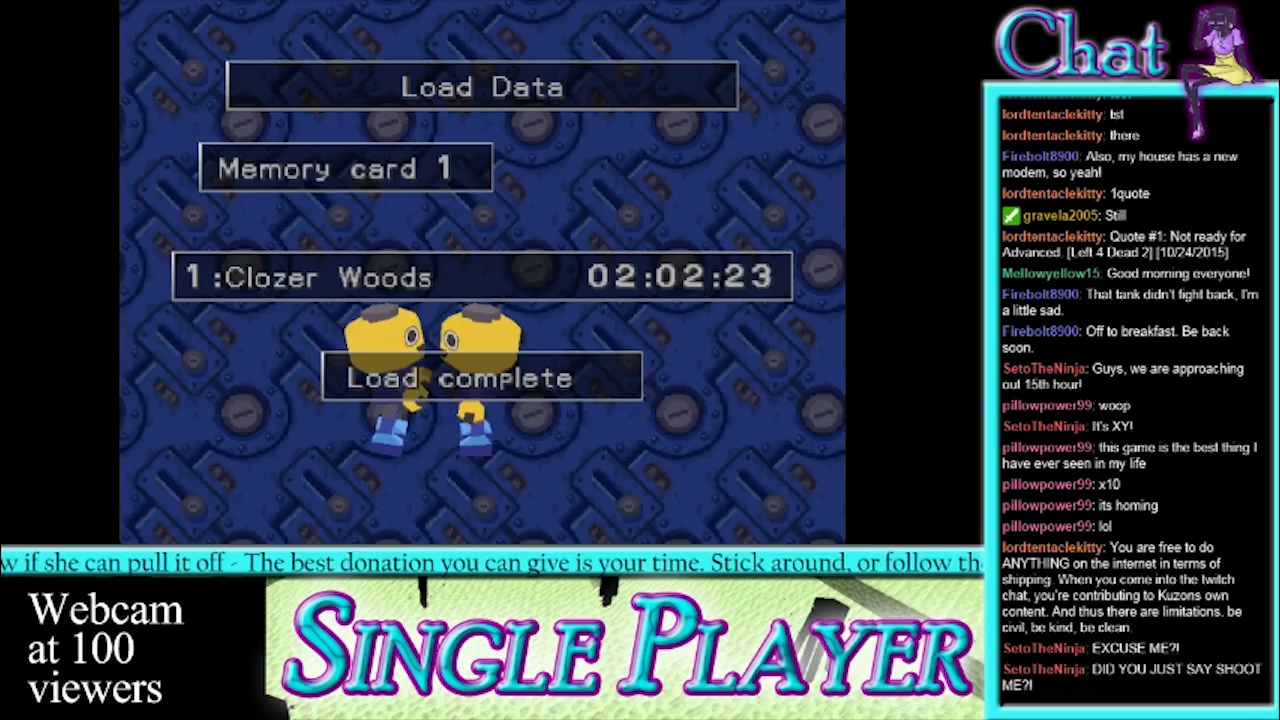 Load Data
Memory card 1
1 :Clozer Woods 02:02:23
Load complete
w if she can pull it off - The best donation you can give is your time. Stick around, or follow th
Webcam
at 100
viewers
SINGLE PLAYER
Chat
lordtentaclekitty: !st
lordtentaclekitty: there
Firebolt8900: Also, my house has a new
modem, so yeah!
lordtentaclekitty: 1quote
gravela2005: Still
lordtentaclekitty: Quote #1: Not ready for
Advanced. [Left 4 Dead 2] [10/24/2015]
Mellowyellow15: Good morning everyone!
Firebolt8900: That tank didn't fight back, I'm
a little sad.
Firebolt8900: Off to breakfast. Be back
soon.
SetoTheNinja: Guys, we are approaching
out 15th hour!
pillowpower99: woop
SetoTheNinja: It's XY!
pillowpower99: this game is the best thing I
have ever seen in my life
pillowpower99: x10
pillowpower99: its homing
pillowpower99: lol
lordtentaclekitty: You are free to do
ANYTHING on the internet in terms of
shipping. When you come into the twitch
chat, you're contributing to Kuzons own
content. And thus there are limitations. be
civil, be kind, be clean.
SetoTheNinja: EXCUSE ME?!
SetoTheNinja: DID YOU JUST SAY SHOOT
ME?!